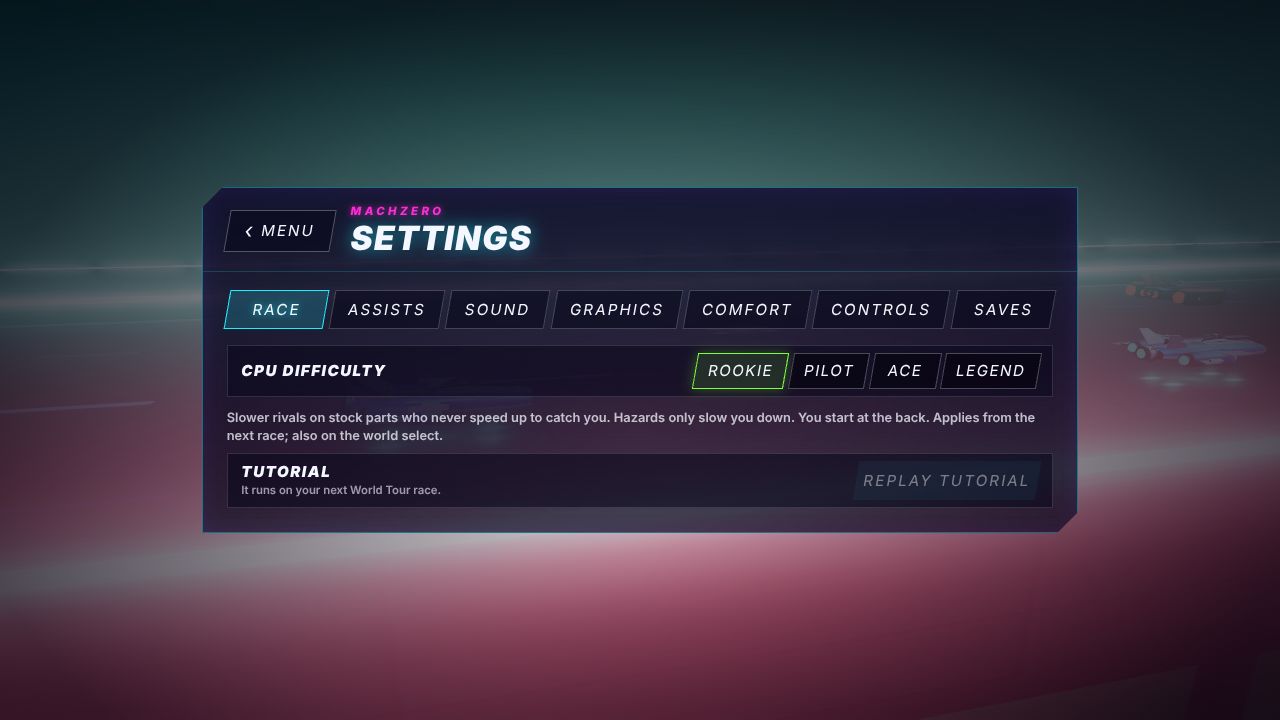 ‹ MENU
MACHZERO
SETTINGS
RACE ASSISTS SOUND GRAPHICS COMFORT CONTROLS SAVES
CPU DIFFICULTY ROOKIE PILOT ACE LEGEND
Slower rivals on stock parts who never speed up to catch you. Hazards only slow you down. You start at the back. Applies from the
next race; also on the world select.
TUTORIAL
It runs on your next World Tour race.
REPLAY TUTORIAL